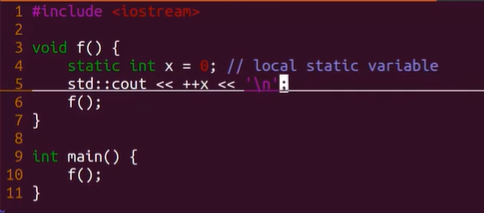 1 #include <iostream>
2
3 void f() {
4     static int x = 0; // local static variable
5     std::cout << ++x << '\n';
6     f();
7 }
8
9 int main() {
10     f();
11 }